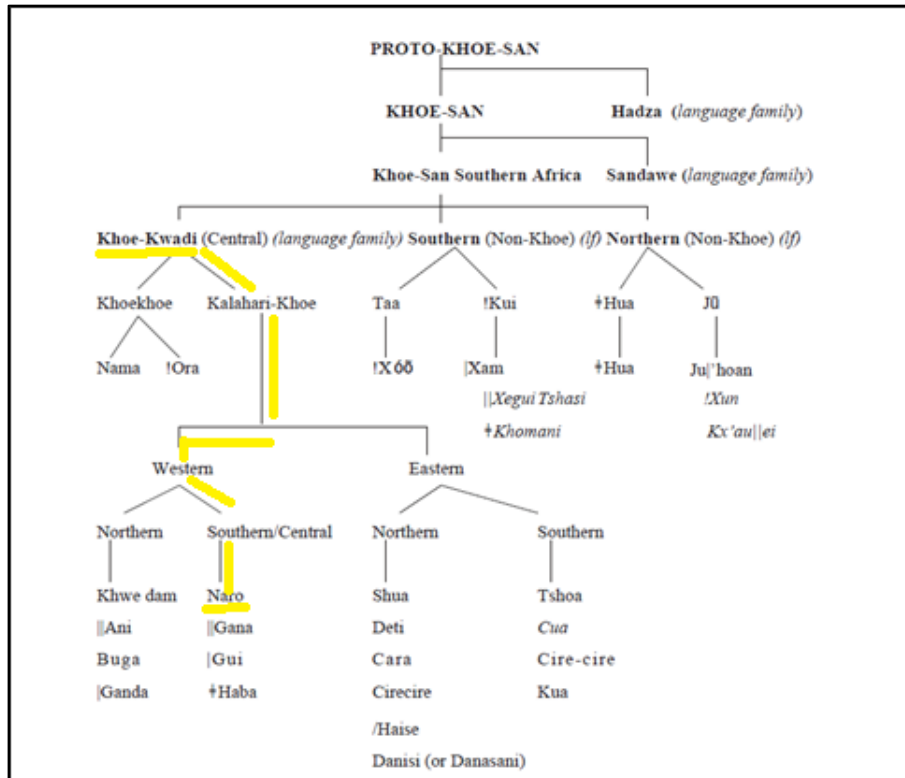 PROTO-KHOE-SAN
KHOE-SAN Hadza (language family)
Khoe-San Southern Africa Sandawe (language family)
Khoe-Kwadi (Central) (language family) Southern (Non-Khoe) (lf) Northern (Non-Khoe) (lf)
Khoekhoe Kalahari-Khoe Taa !Kui ǂHua Jũ
Nama !Ora !Xóõ |Xam ǂHua Ju|'hoan
||Xegui Tshasi !Xun
ǂKhomani Kx'au||ei
Western Eastern
Northern Southern/Central Northern Southern
Khwe dam Naro Shua Tshoa
||Ani ||Gana Deti Cua
Buga |Gui Cara Cire-cire
|Ganda ǂHaba Cirecire Kua
/Haise
Danisi (or Danasani)